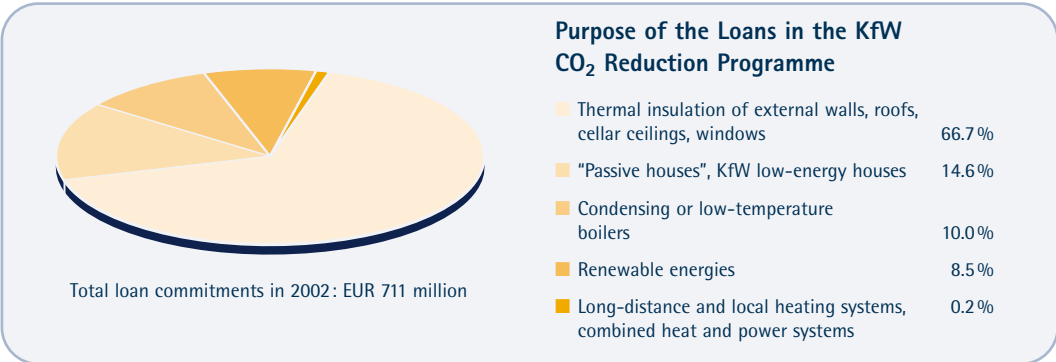 Purpose of the Loans in the KfW
CO₂ Reduction Programme
Thermal insulation of external walls, roofs,
cellar ceilings, windows 66.7 %
“Passive houses”, KfW low-energy houses 14.6 %
Condensing or low-temperature
boilers 10.0 %
Renewable energies 8.5 %
Long-distance and local heating systems, 0.2 %
combined heat and power systems
Total loan commitments in 2002: EUR 711 million